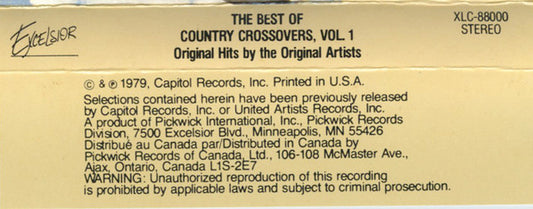 EXCELSIOR
THE BEST OF
COUNTRY CROSSOVERS, VOL. 1
Original Hits by the Original Artists
XLC-88000
STEREO
© & ℗ 1979, Capitol Records, Inc. Printed in U.S.A.
Selections contained herein have been previously released
by Capitol Records, Inc. or United Artists Records, Inc.
A product of Pickwick International, Inc., Pickwick Records
Division, 7500 Excelsior Blvd., Minneapolis, MN 55426
Distribué au Canada par/Distributed in Canada by
Pickwick Records of Canada, Ltd., 106-108 McMaster Ave.,
Ajax, Ontario, Canada L1S-2E7
WARNING: Unauthorized reproduction of this recording
is prohibited by applicable laws and subject to criminal prosecution.